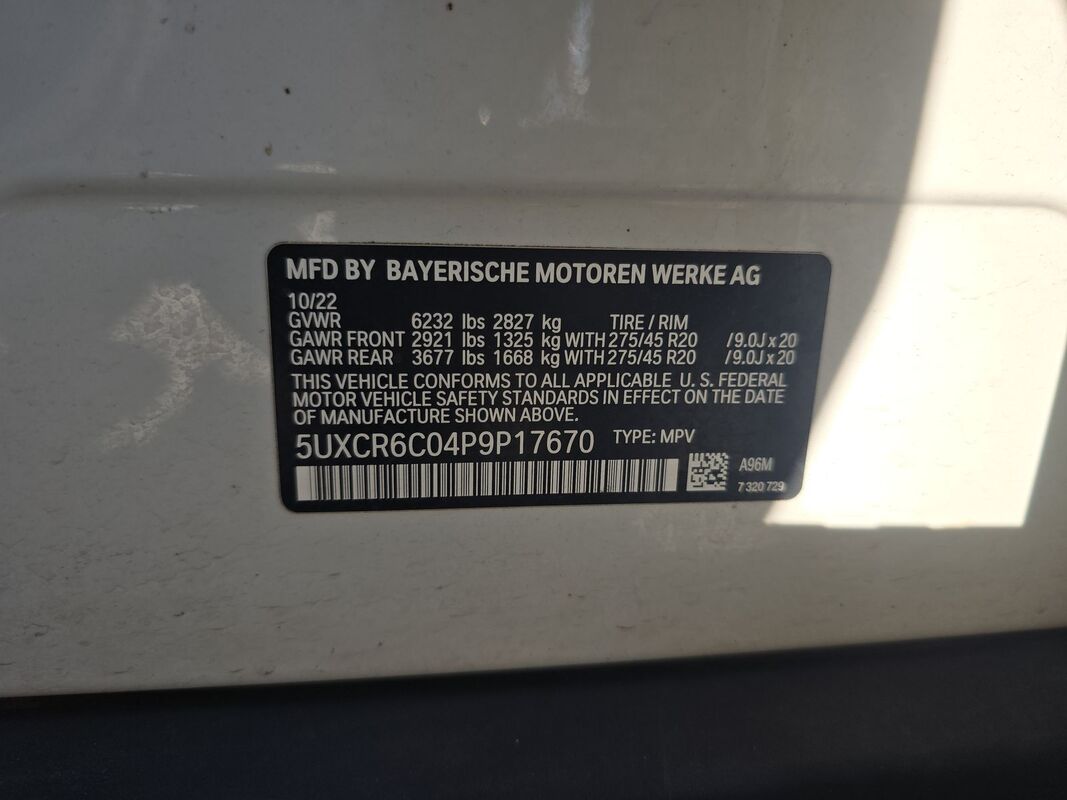 MFD BY BAYERISCHE MOTOREN WERKE AG
10/22
GVWR 6232 lbs 2827 kg TIRE / RIM
GAWR FRONT 2921 lbs 1325 kg WITH 275/45 R20 /9.0J x 20
GAWR REAR 3677 lbs 1668 kg WITH 275/45 R20 /9.0J x 20
THIS VEHICLE CONFORMS TO ALL APPLICABLE U. S. FEDERAL
MOTOR VEHICLE SAFETY STANDARDS IN EFFECT ON THE DATE
OF MANUFACTURE SHOWN ABOVE.
5UXCR6C04P9P17670 TYPE: MPV
A96M
7 320 729